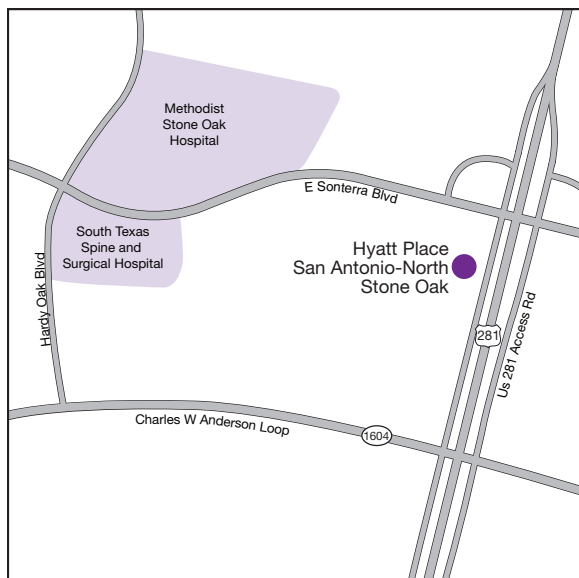 Methodist
Stone Oak
Hospital
E Sonterra Blvd
South Texas
Spine and
Surgical Hospital
Hardy Oak Blvd
Hyatt Place
San Antonio-North
Stone Oak
281
Us 281 Access Rd
Charles W Anderson Loop
1604